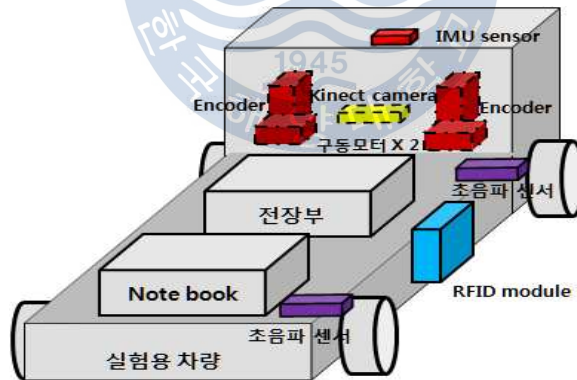 IMU sensor
1945
Encoder
Kinect camera
Encoder
구동모터 X 2
초음파 센서
전장부
RFID module
Note book
초음파 센서
실험용 차량